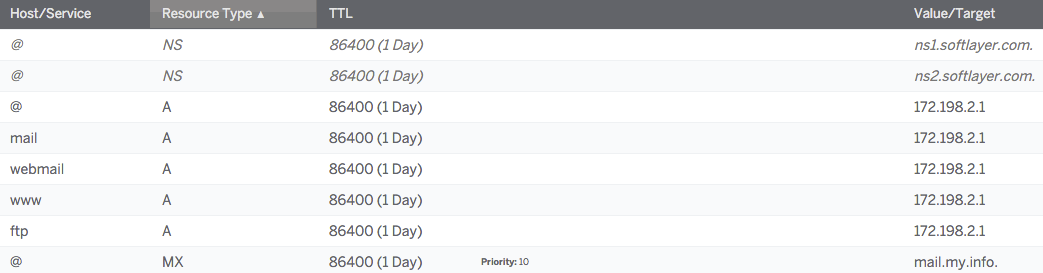 Host/Service Resource Type ▲ TTL Value/Target
@ NS 86400 (1 Day) ns1.softlayer.com.
@ NS 86400 (1 Day) ns2.softlayer.com.
@ A 86400 (1 Day) 172.198.2.1
mail A 86400 (1 Day) 172.198.2.1
webmail A 86400 (1 Day) 172.198.2.1
www A 86400 (1 Day) 172.198.2.1
ftp A 86400 (1 Day) 172.198.2.1
@ MX 86400 (1 Day) Priority: 10 mail.my.info.